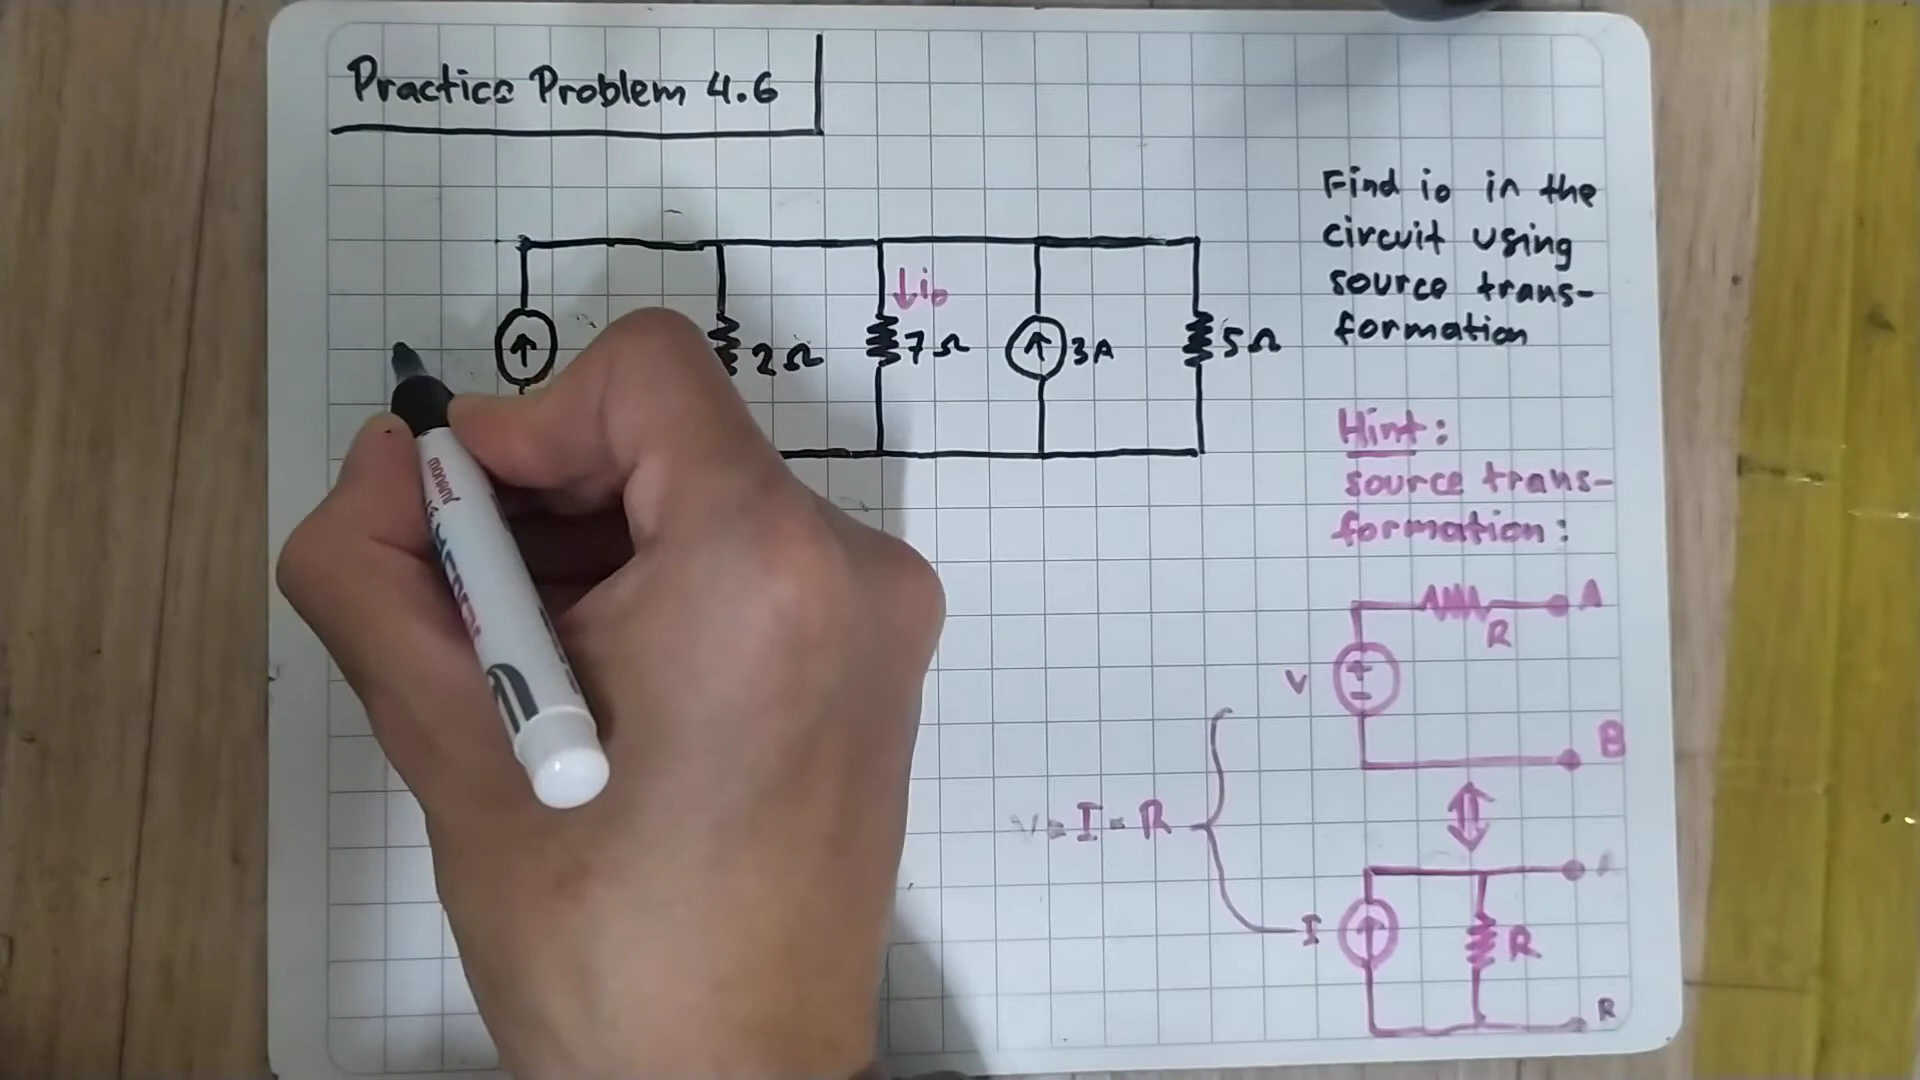 Practice Problem 4.6
Find io in the
circuit using
source trans-
formation
io
2Ω
7Ω
3A
5Ω
Hint:
source trans-
formation:
A
R
V
B
V = I - R
I
R
R
monami